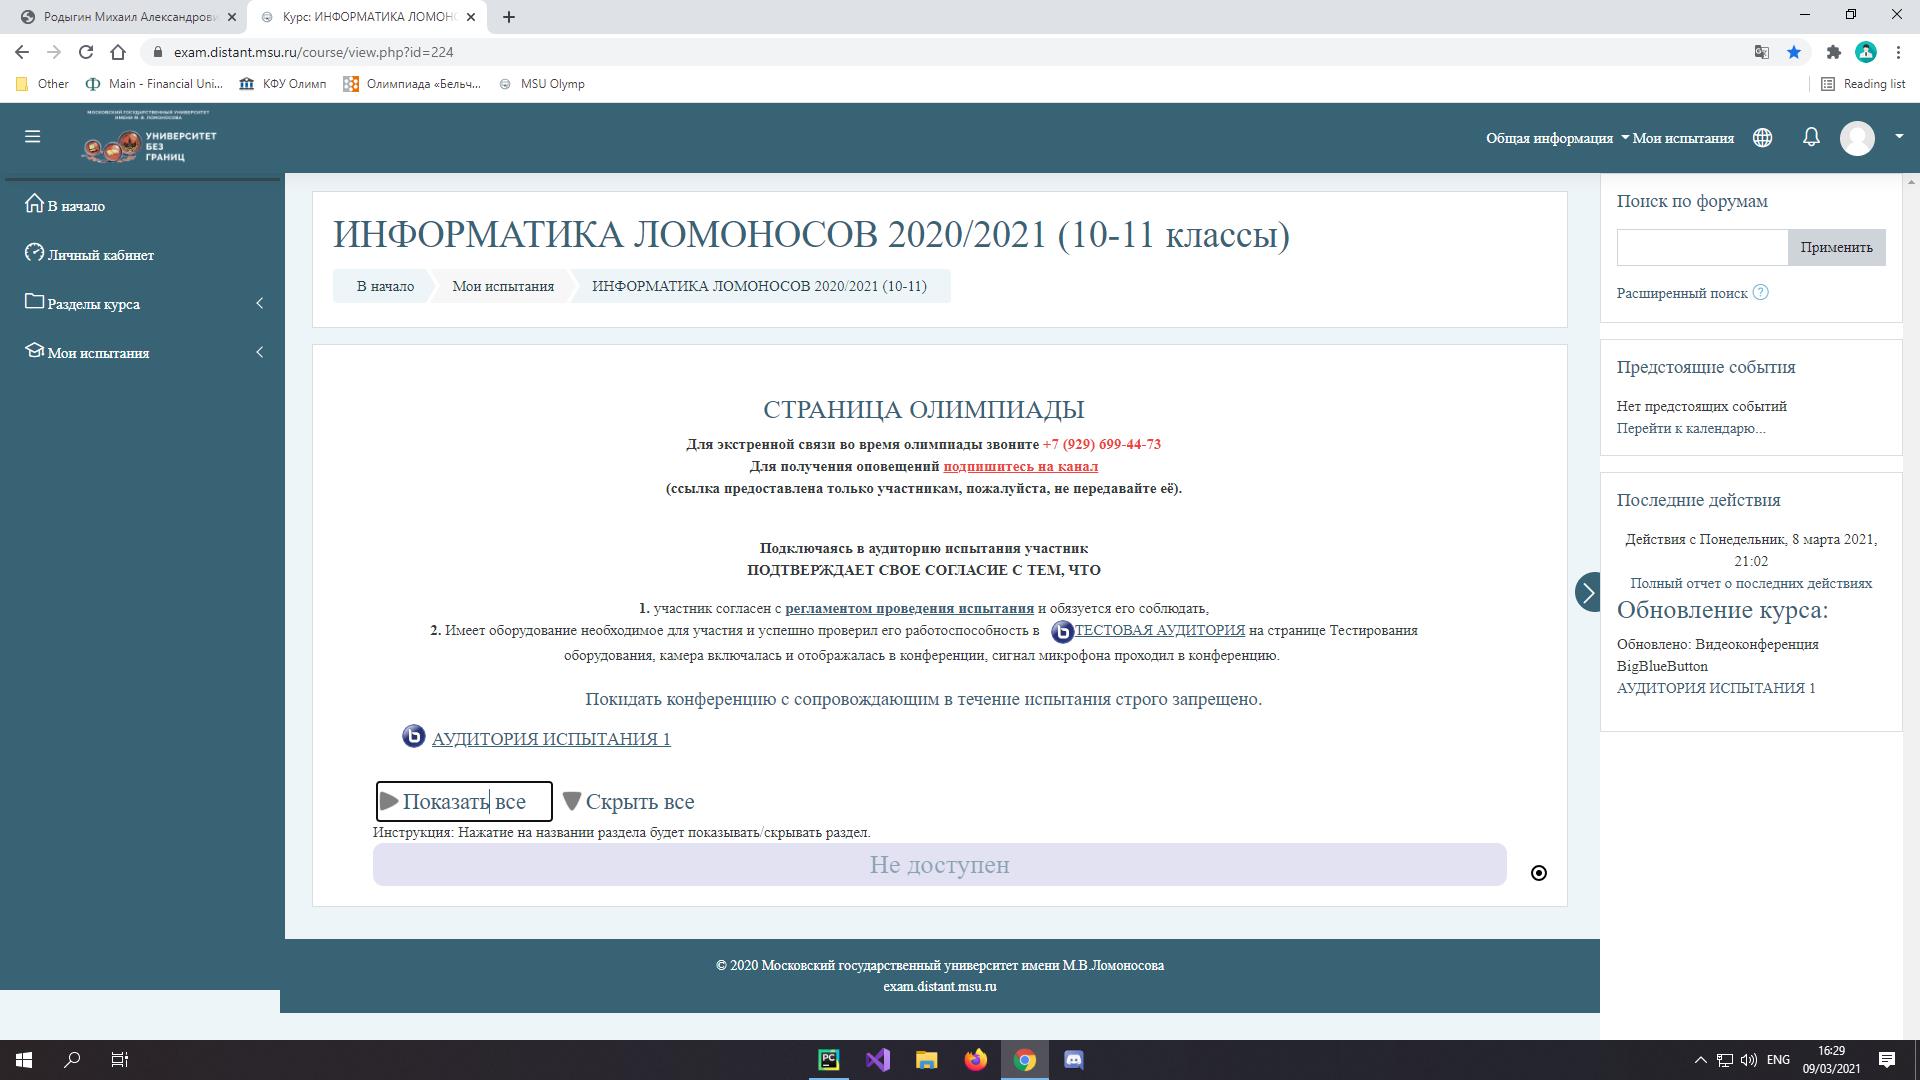 Родыгин Михаил Александрови
Курс: ИНФОРМАТИКА ЛОМОНО
exam.distant.msu.ru/course/view.php?id=224
Other
Main - Financial Uni...
КФУ Олимп
Олимпиада «Бельч...
MSU Olymp
Reading list
МОСКОВСКИЙ ГОСУДАРСТВЕННЫЙ УНИВЕРСИТЕТ
ИМЕНИ М. В. ЛОМОНОСОВА
УНИВЕРСИТЕТ
БЕЗ
ГРАНИЦ
Общая информация
Мои испытания
В начало
Личный кабинет
Разделы курса
Мои испытания
ИНФОРМАТИКА ЛОМОНОСОВ 2020/2021 (10-11 классы)
В начало
Мои испытания
ИНФОРМАТИКА ЛОМОНОСОВ 2020/2021 (10-11)
СТРАНИЦА ОЛИМПИАДЫ
Для экстренной связи во время олимпиады звоните +7 (929) 699-44-73
Для получения оповещений подпишитесь на канал
(ссылка предоставлена только участникам, пожалуйста, не передавайте её).
Подключаясь в аудиторию испытания участник
ПОДТВЕРЖДАЕТ СВОЕ СОГЛАСИЕ С ТЕМ, ЧТО
1. участник согласен с регламентом проведения испытания и обязуется его соблюдать,
2. Имеет оборудование необходимое для участия и успешно проверил его работоспособность в ТЕСТОВАЯ АУДИТОРИЯ на странице Тестирования
оборудования, камера включалась и отображалась в конференции, сигнал микрофона проходил в конференцию.
Покидать конференцию с сопровождающим в течение испытания строго запрещено.
АУДИТОРИЯ ИСПЫТАНИЯ 1
Показать все
Скрыть все
Инструкция: Нажатие на названии раздела будет показывать/скрывать раздел.
Не доступен
© 2020 Московский государственный университет имени М.В.Ломоносова
exam.distant.msu.ru
Поиск по форумам
Применить
Расширенный поиск
Предстоящие события
Нет предстоящих событий
Перейти к календарю...
Последние действия
Действия с Понедельник, 8 марта 2021,
21:02
Полный отчет о последних действиях
Обновление курса:
Обновлено: Видеоконференция
BigBlueButton
АУДИТОРИЯ ИСПЫТАНИЯ 1
ENG
16:29
09/03/2021